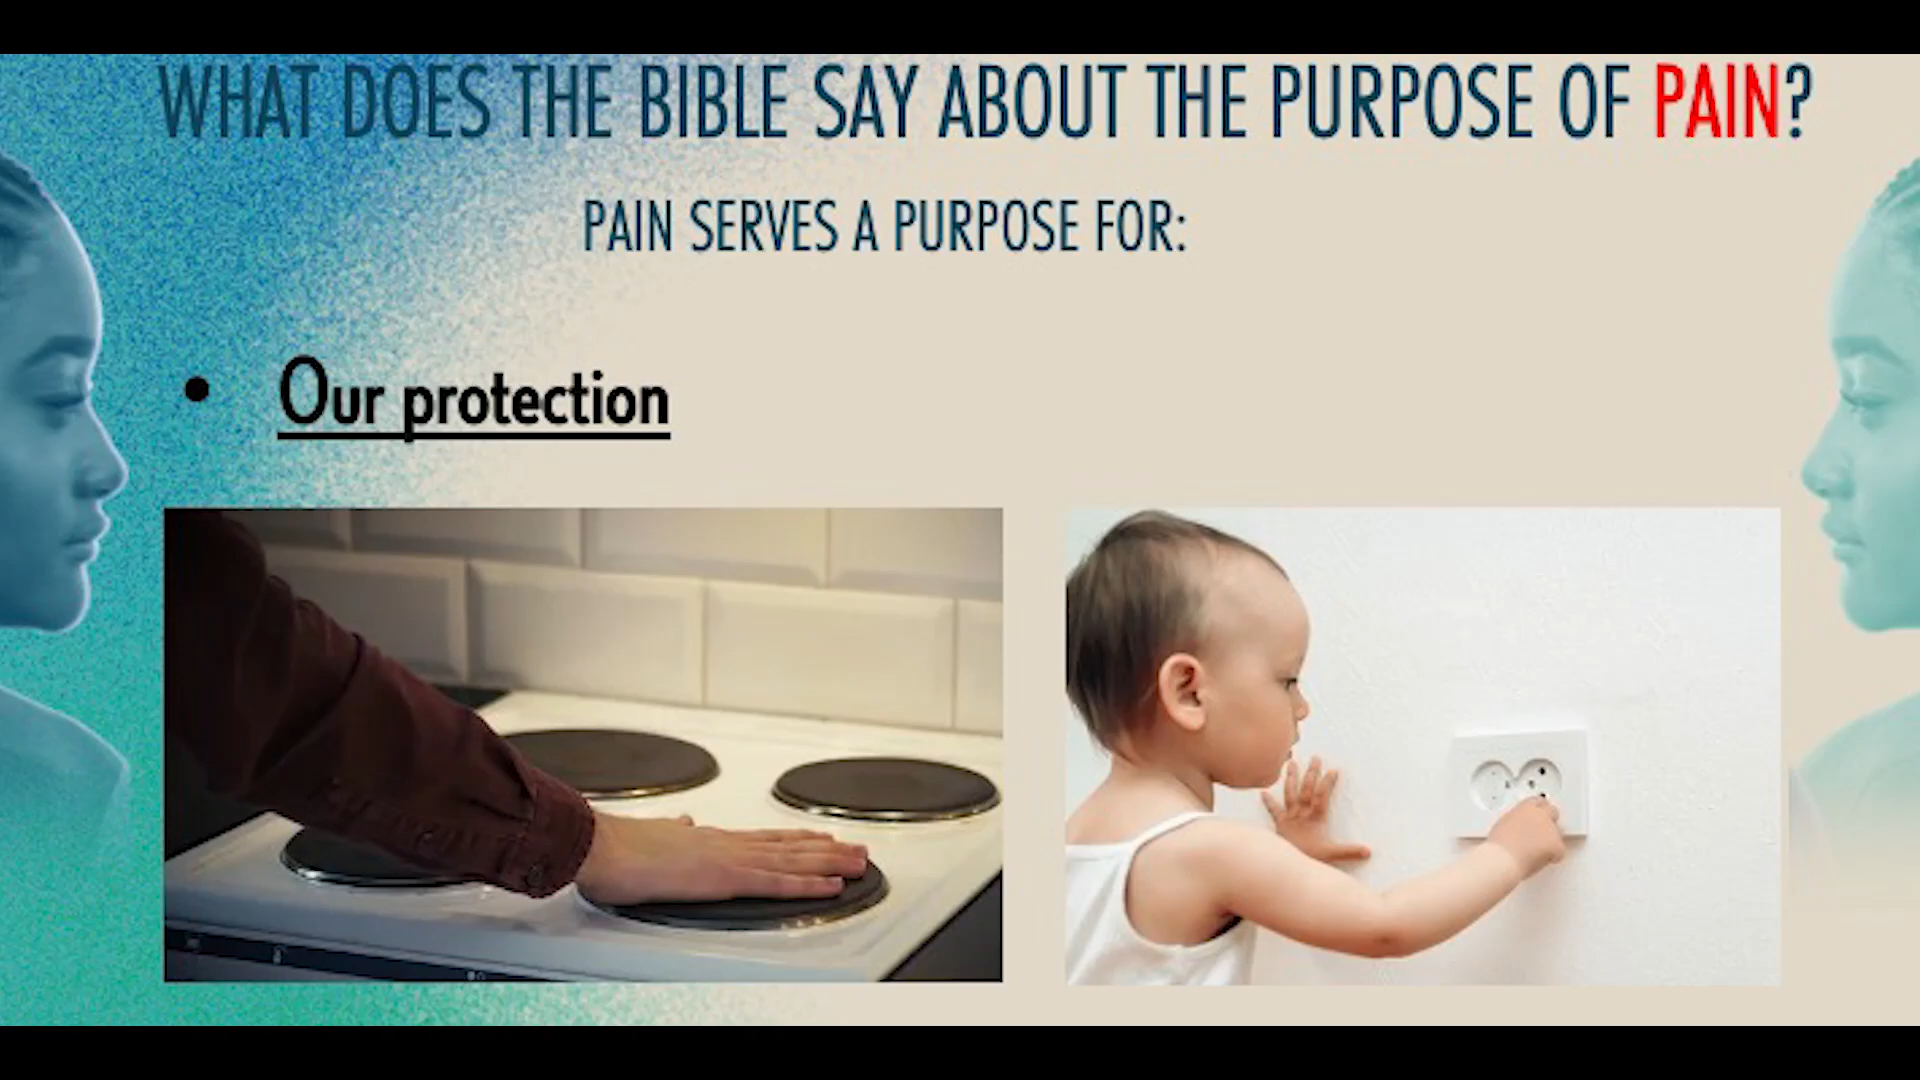 WHAT DOES THE BIBLE SAY ABOUT THE PURPOSE OF PAIN?
PAIN SERVES A PURPOSE FOR:
• Our protection